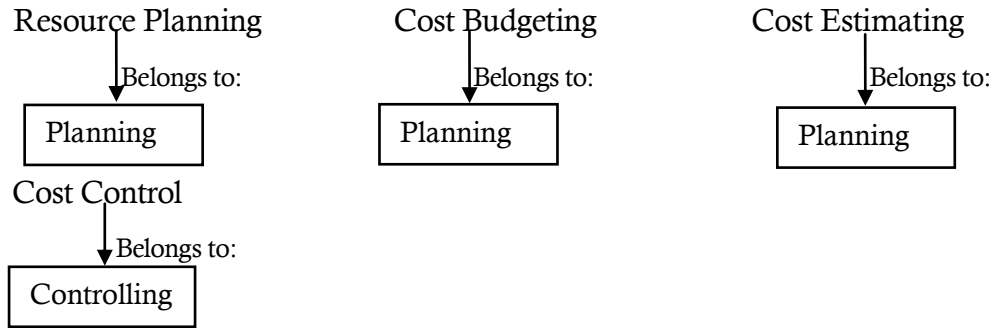 Resource Planning Cost Budgeting Cost Estimating
Belongs to: Belongs to: Belongs to:
Planning Planning Planning
Cost Control
Belongs to:
Controlling